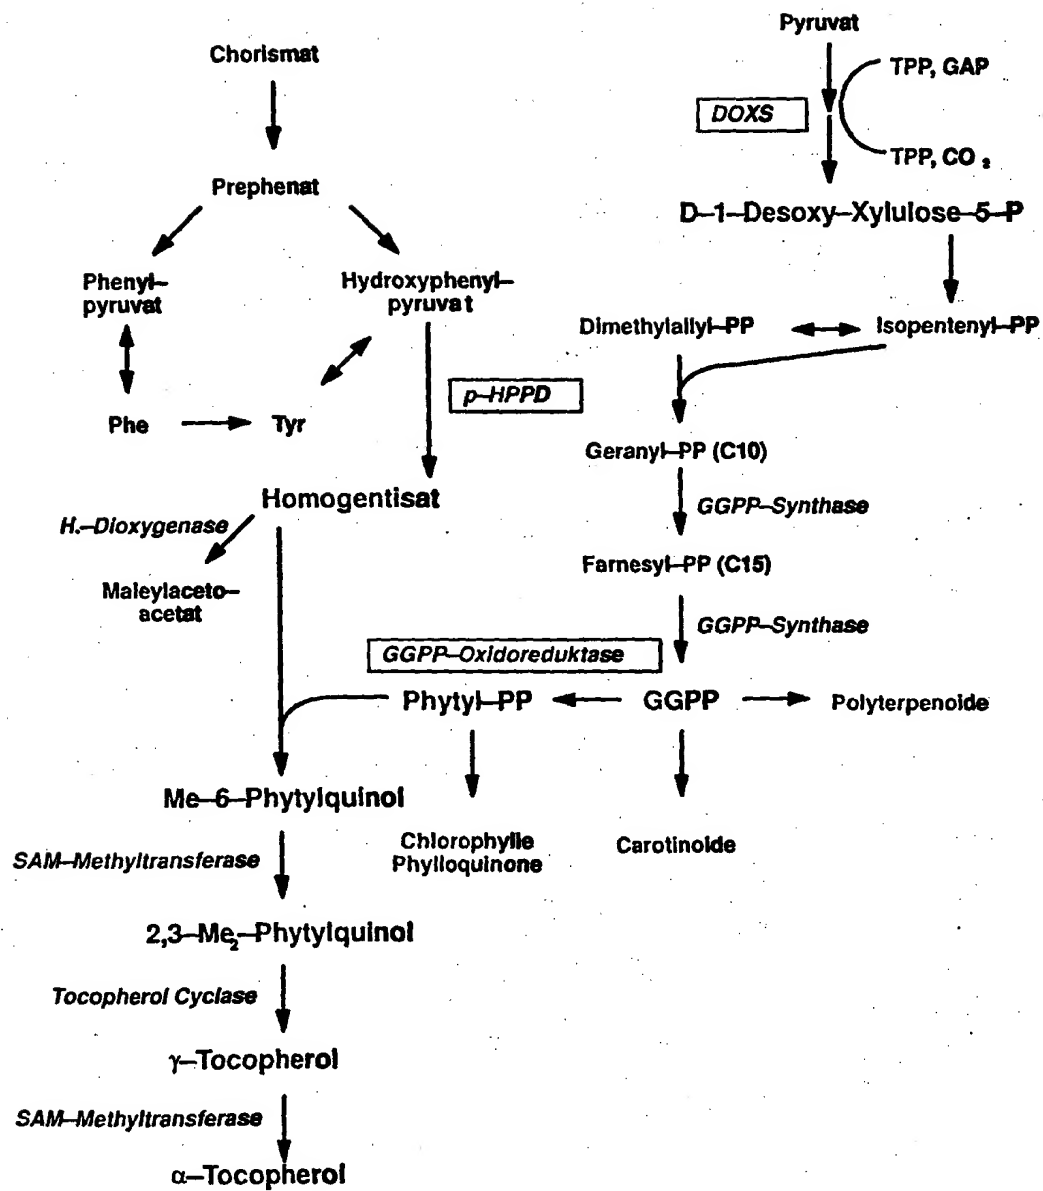 Chorismat
Prephenat
Phenyl–
pyruvat
Hydroxyphenyl–
pyruvat
Phe
Tyr
p–HPPD
Homogentisat
H.–Dioxygenase
Maleylaceto–
acetat
Pyruvat
TPP, GAP
DOXS
TPP, CO₂
D–1–Desoxy–Xylulose–5–P
Dimethylallyl–PP
Isopentenyl–PP
Geranyl–PP (C10)
GGPP–Synthase
Farnesyl–PP (C15)
GGPP–Synthase
GGPP–Oxidoreduktase
Phytyl–PP
GGPP
Polyterpenoide
Chlorophylle
Phylloquinone
Carotinoide
Me–6–Phytylquinol
SAM–Methyltransferase
2,3–Me₂–Phytylquinol
Tocopherol Cyclase
γ–Tocopherol
SAM–Methyltransferase
α–Tocopherol